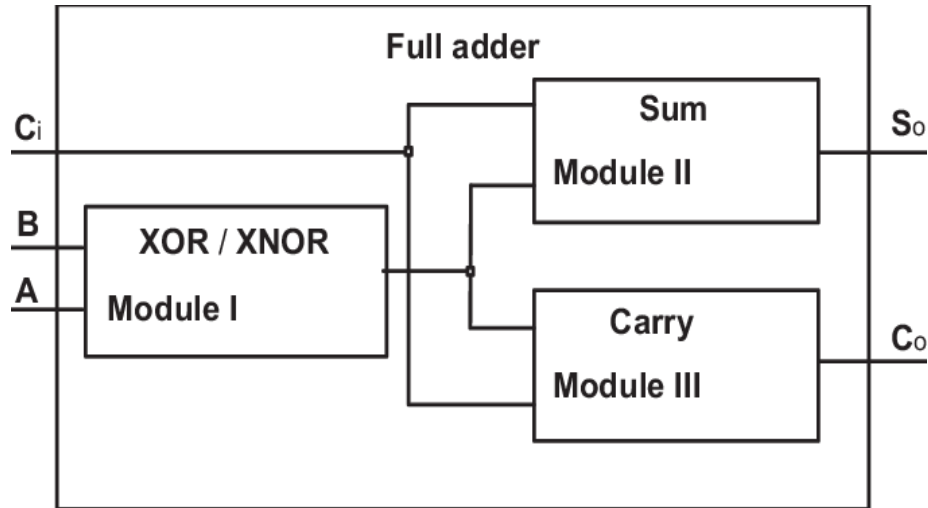 Full adder
Sum
Module II
Ci
So
B
XOR / XNOR
A
Module I
Carry
Module III
Co